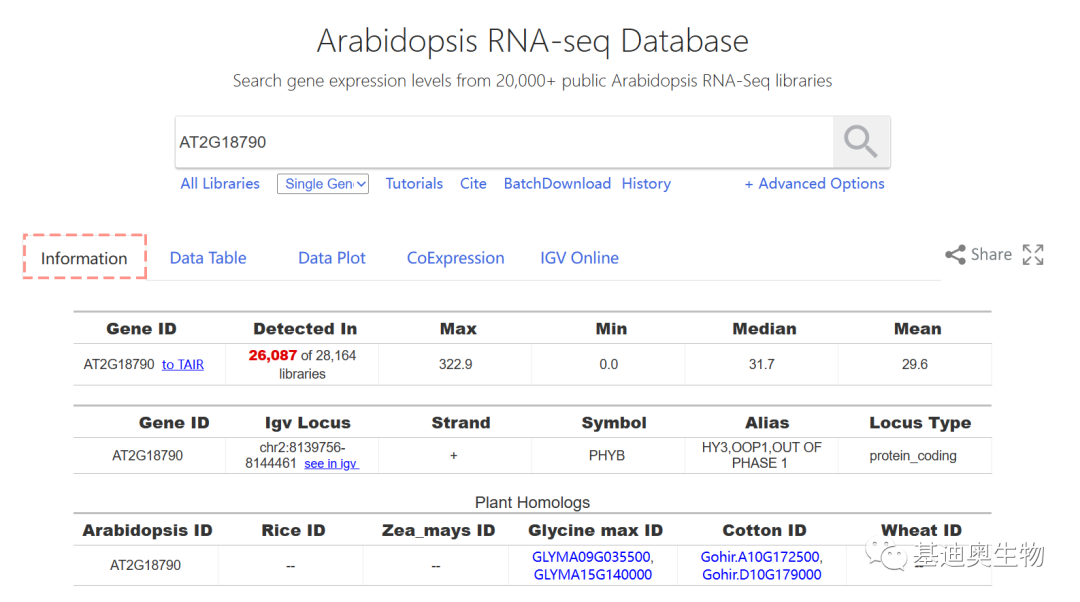 Arabidopsis RNA-seq Database
Search gene expression levels from 20,000+ public Arabidopsis RNA-Seq libraries
AT2G18790
All Libraries Single Gen Tutorials Cite BatchDownload History + Advanced Options
Information Data Table Data Plot CoExpression IGV Online Share
Gene ID Detected In Max Min Median Mean
AT2G18790 to TAIR 26,087 of 28,164 libraries 322.9 0.0 31.7 29.6
Gene ID Igv Locus Strand Symbol Alias Locus Type
AT2G18790 chr2:8139756-8144461 see in igv + PHYB HY3,OOP1,OUT OF PHASE 1 protein_coding
Plant Homologs
Arabidopsis ID Rice ID Zea_mays ID Glycine max ID Cotton ID Wheat ID
AT2G18790 -- -- GLYMA09G035500, GLYMA15G140000 Gohir.A10G172500, Gohir.D10G179000 --
基迪奥生物